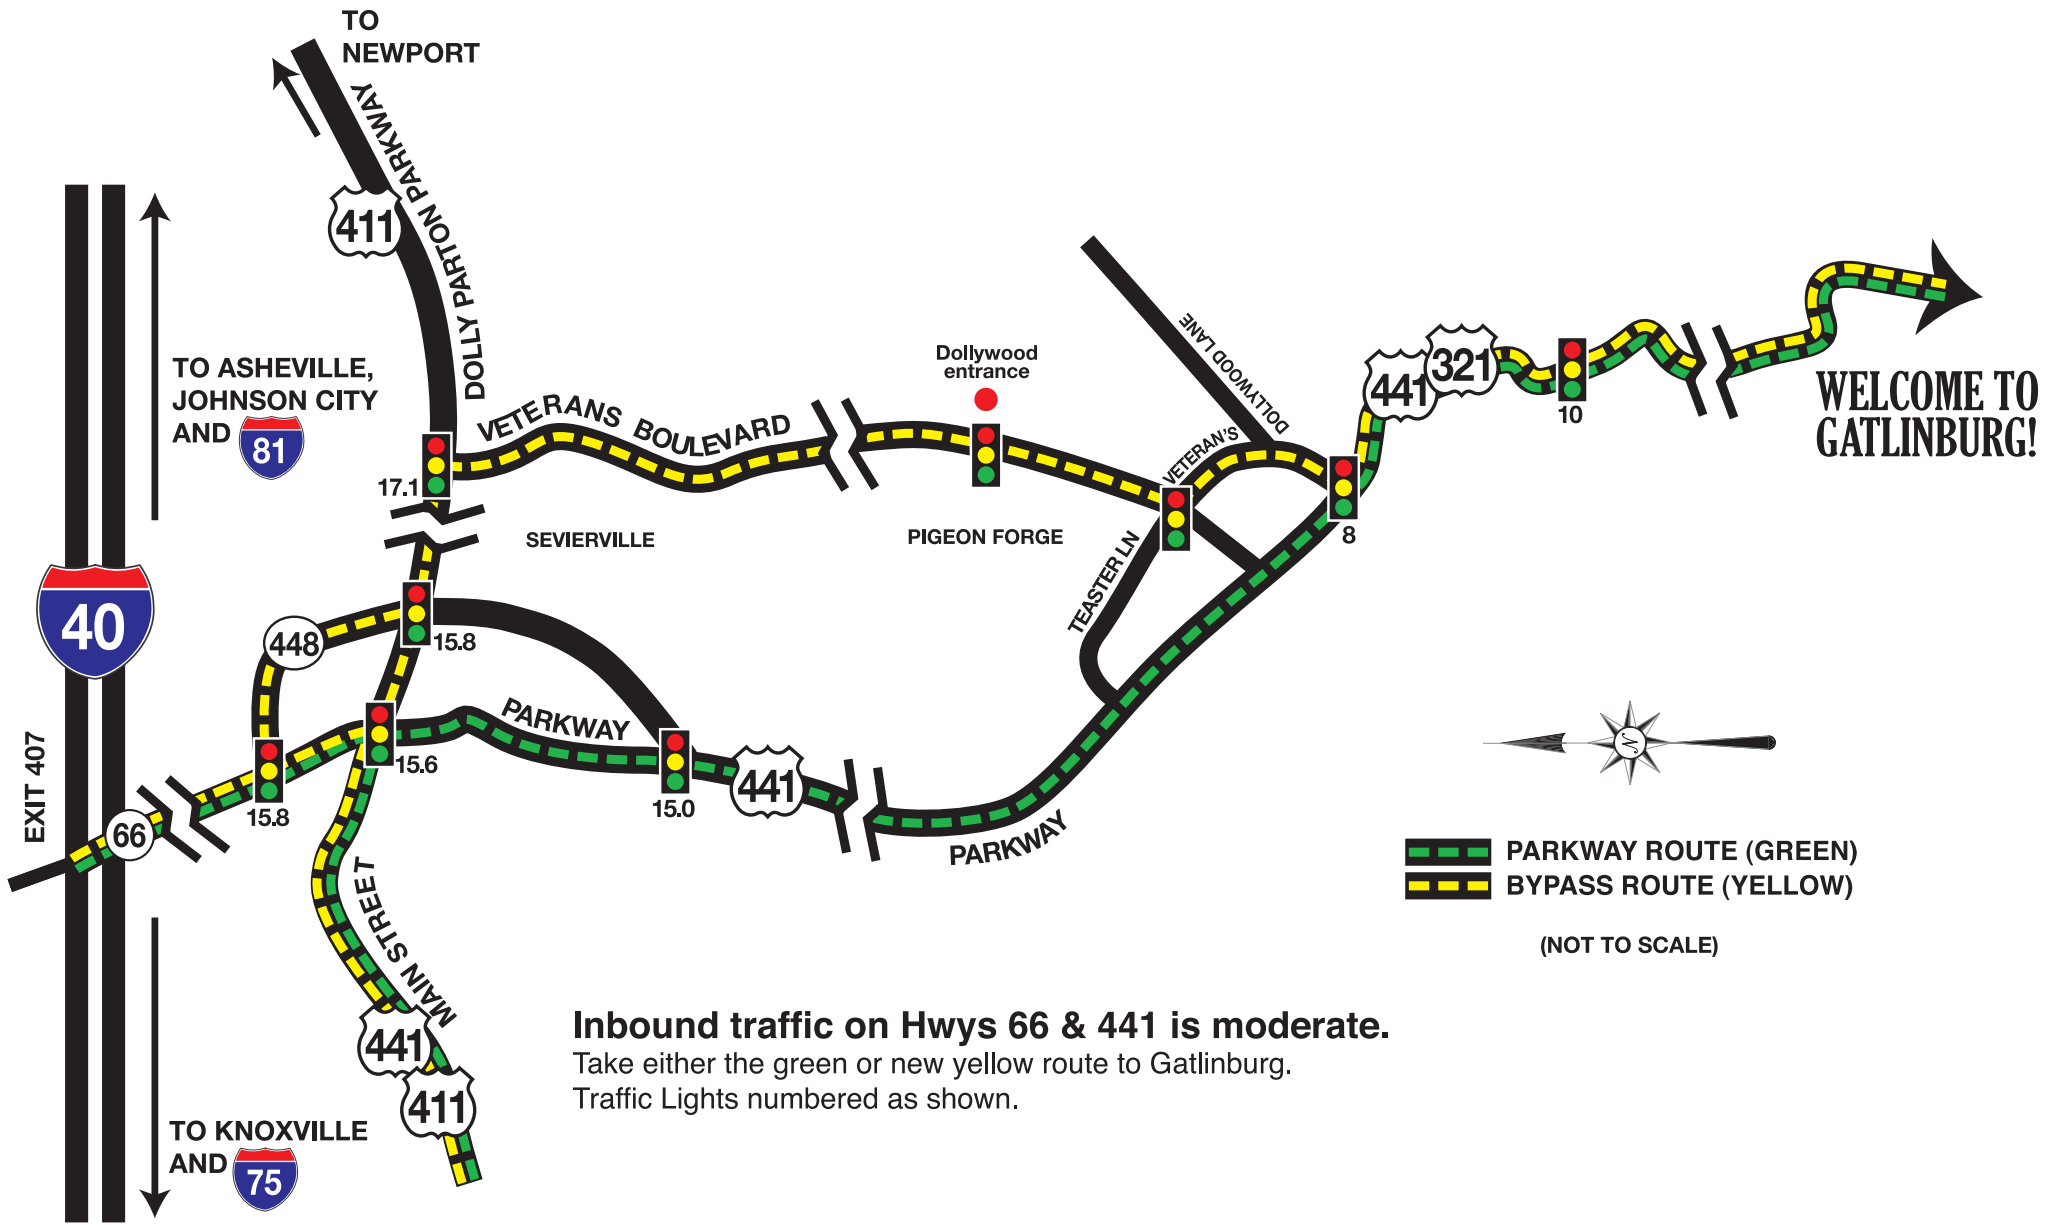 TO
NEWPORT
DOLLY PARTON PARKWAY
411
TO ASHEVILLE,
JOHNSON CITY
AND 81
17.1
VETERANS BOULEVARD
Dollywood
entrance
DOLLYWOOD LANE
VETERAN'S
441
321
10
WELCOME TO
GATLINBURG!
SEVIERVILLE
PIGEON FORGE
TEASTER LN
8
40
448
15.8
PARKWAY
15.6
15.0
441
15.8
EXIT 407
66
PARKWAY
N
PARKWAY ROUTE (GREEN)
BYPASS ROUTE (YELLOW)
(NOT TO SCALE)
MAIN STREET
441
411
Inbound traffic on Hwys 66 & 441 is moderate.
Take either the green or new yellow route to Gatlinburg.
Traffic Lights numbered as shown.
TO KNOXVILLE
AND 75